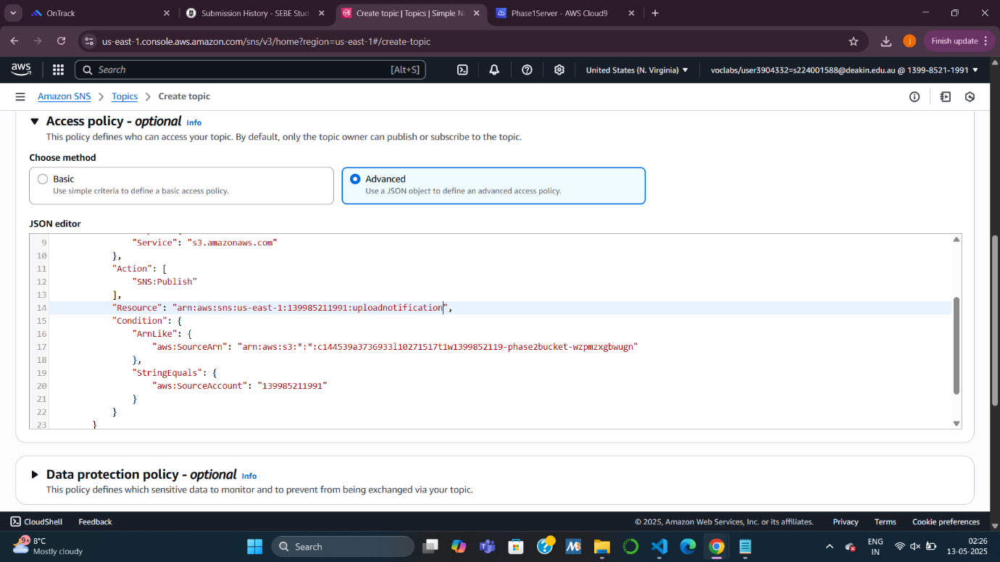 OnTrack
Submission History - SEBE Stud
Create topic | Topics | Simple N
Phase1Server - AWS Cloud9
us-east-1.console.aws.amazon.com/sns/v3/home?region=us-east-1#/create-topic
j
Finish update
aws
Search
[Alt+S]
United States (N. Virginia)
voclabs/user3904332=s224001588@deakin.edu.au @ 1399-8521-1991
Amazon SNS
Topics
Create topic
Access policy - optional Info
This policy defines who can access your topic. By default, only the topic owner can publish or subscribe to the topic.
Choose method
Basic
Use simple criteria to define a basic access policy.
Advanced
Use a JSON object to define an advanced access policy.
JSON editor
9 "Service": "s3.amazonaws.com"
10 },
11 "Action": [
12 "SNS:Publish"
13 ],
14 "Resource": "arn:aws:sns:us-east-1:139985211991:uploadnotification",
15 "Condition": {
16 "ArnLike": {
17 "aws:SourceArn": "arn:aws:s3:*:*:c144539a3736933l10271517t1w1399852119-phase2bucket-wzpmzxgbwugn"
18 },
19 "StringEquals": {
20 "aws:SourceAccount": "139985211991"
21 }
22 }
23 }
Data protection policy - optional Info
This policy defines which sensitive data to monitor and to prevent from being exchanged via your topic.
CloudShell
Feedback
© 2025, Amazon Web Services, Inc. or its affiliates.
Privacy
Terms
Cookie preferences
9+
8°C
Mostly cloudy
Search
ENG
IN
02:26
13-05-2025